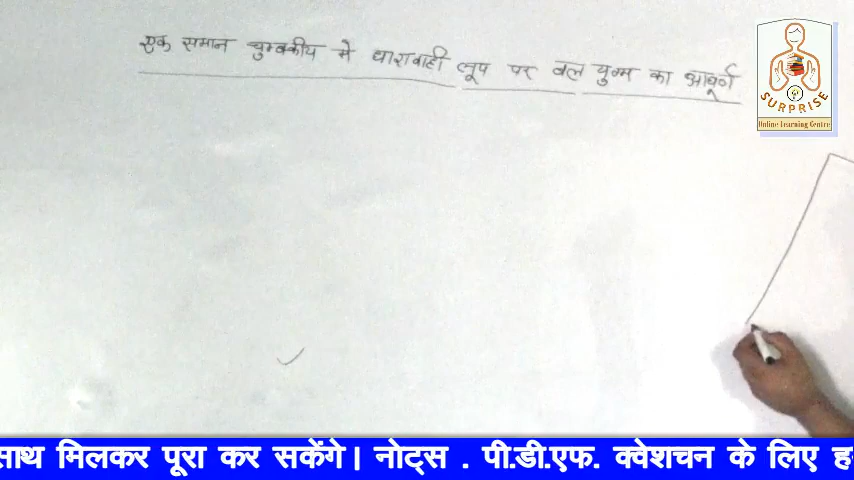 एक समान चुम्बकीय मे धारावाही लूप पर बल युग्म का आघूर्ण
SURPRISE
Online Learning Centre
साथ मिलकर पूरा कर सकेंगे| नोट्स . पी.डी.एफ. क्वेशचन के लिए ह